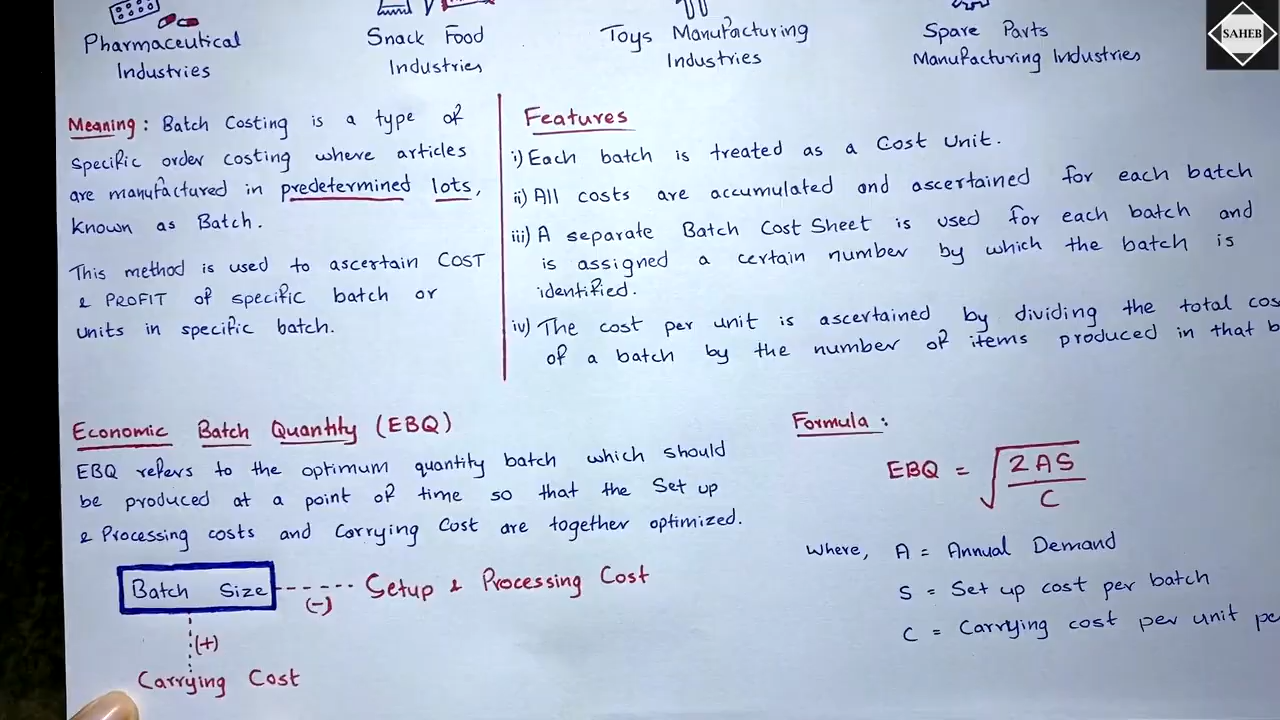 Pharmaceutical
Industries
Snack Food
Industries
Toys Manufacturing
Industries
Spare Parts
Manufacturing Industries
SAHEB
Meaning : Batch Costing is a type of
specific order costing where articles
are manufactured in predetermined lots,
known as Batch.
This method is used to ascertain COST
& PROFIT of specific batch or
units in specific batch.
Features
i) Each batch is treated as a Cost Unit.
ii) All costs are accumulated and ascertained for each batch
iii) A separate Batch Cost Sheet is used for each batch and
is assigned a certain number by which the batch is
identified.
iv) The cost per unit is ascertained by dividing the total cos
of a batch by the number of items produced in that b
Economic Batch Quantity (EBQ)
EBQ refers to the optimum quantity batch which should
be produced at a point of time so that the Set up
& Processing costs and Carrying Cost are together optimized.
Batch Size
(-)
Setup & Processing Cost
(+)
Carrying Cost
Formula :
EBQ = √2AS
C
Where, A = Annual Demand
S = Set up cost per batch
C = Carrying cost per unit pe